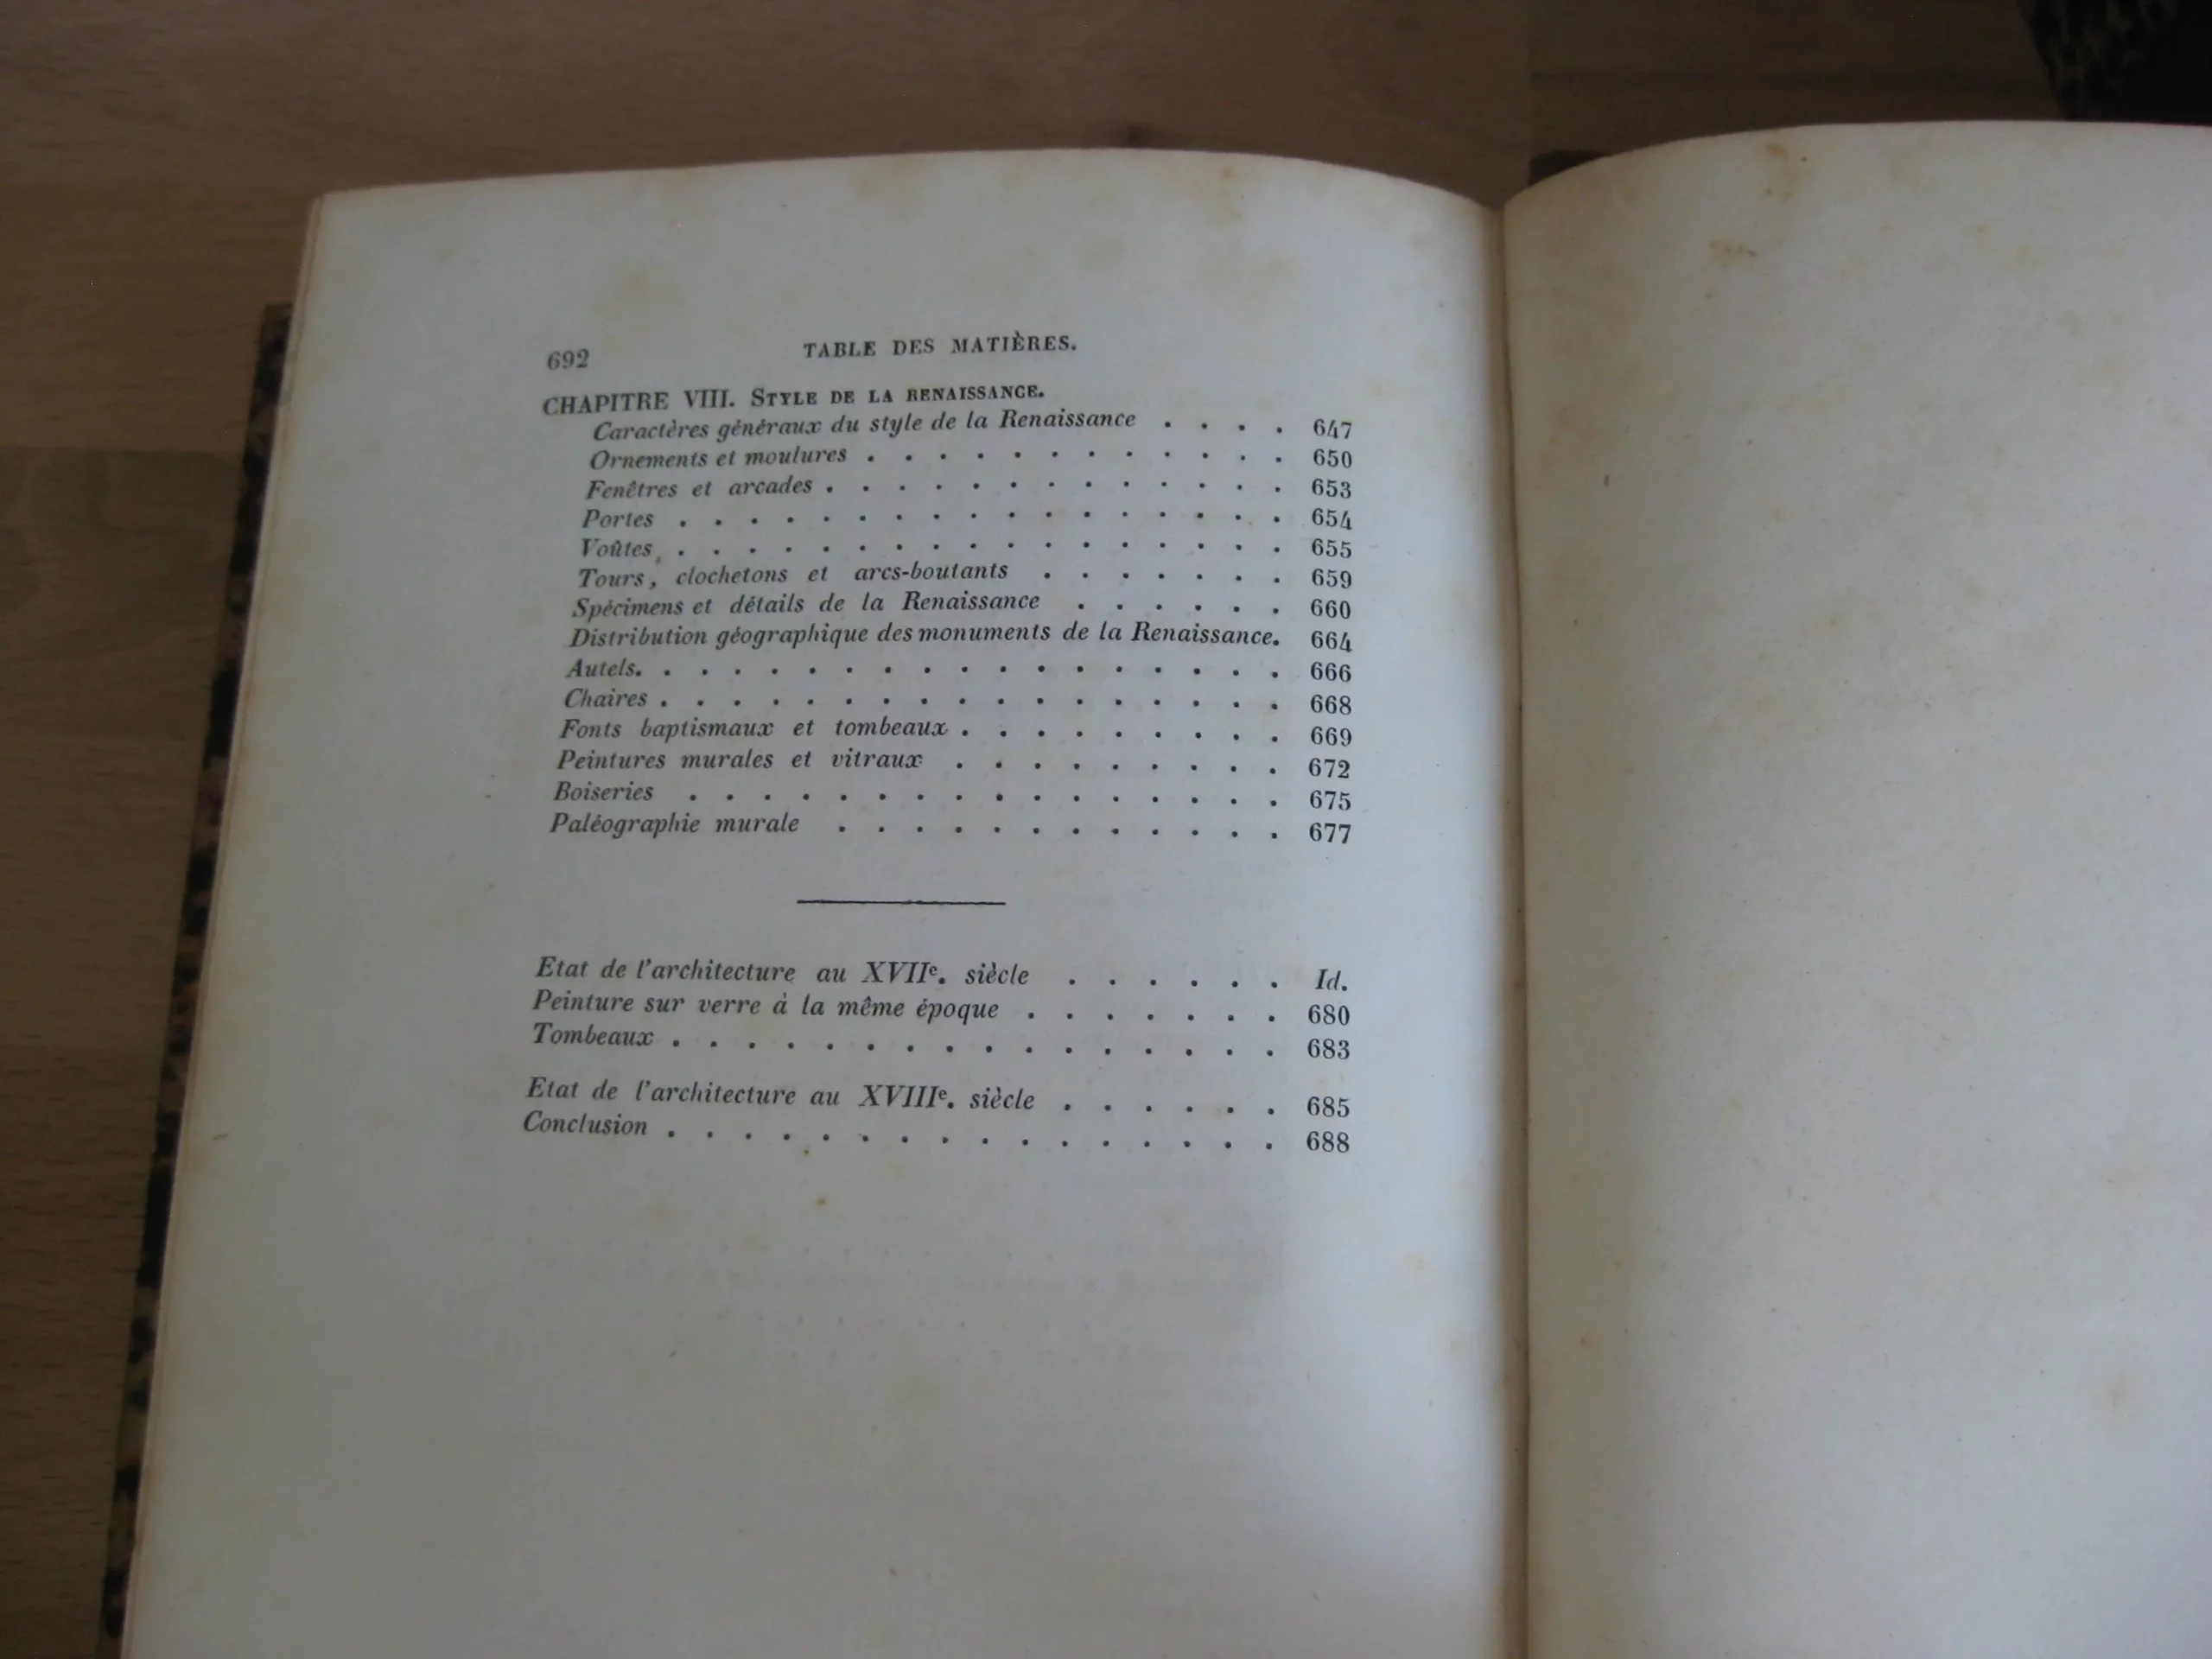 692 TABLE DES MATIÈRES.
CHAPITRE VIII. STYLE DE LA RENAISSANCE.
Caractères généraux du style de la Renaissance . . . . 647
Ornements et moulures . . . . . . . . . . . . 650
Fenêtres et arcades . . . . . . . . . . . . . 653
Portes . . . . . . . . . . . . . . . . . 654
Voûtes . . . . . . . . . . . . . . . . . 655
Tours, clochetons et arcs-boutants . . . . . . . 659
Spécimens et détails de la Renaissance . . . . . . 660
Distribution géographique des monuments de la Renaissance. 664
Autels. . . . . . . . . . . . . . . . . . 666
Chaires . . . . . . . . . . . . . . . . . 668
Fonts baptismaux et tombeaux . . . . . . . . . 669
Peintures murales et vitraux . . . . . . . . . 672
Boiseries . . . . . . . . . . . . . . . . 675
Paléographie murale . . . . . . . . . . . . 677
Etat de l'architecture au XVIIe. siècle . . . . . . Id.
Peinture sur verre à la même époque . . . . . . . 680
Tombeaux . . . . . . . . . . . . . . . . 683
Etat de l'architecture au XVIIIe. siècle . . . . . . 685
Conclusion . . . . . . . . . . . . . . . . 688